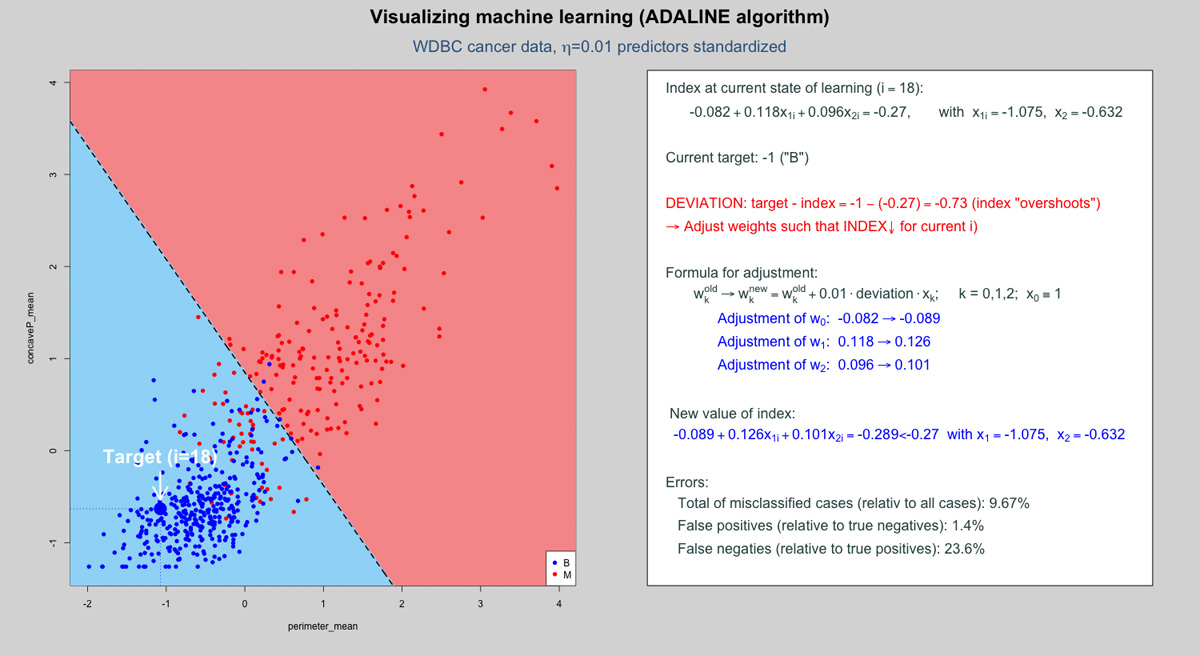 Visualizing machine learning (ADALINE algorithm)
WDBC cancer data, η=0.01 predictors standardized
concaveP_mean
4
3
2
1
0
-1
Target (i=18)
B
M
-2 -1 0 1 2 3 4
perimeter_mean
Index at current state of learning (i = 18):
-0.082 + 0.118x1i + 0.096x2i = -0.27, with x1i = -1.075, x2 = -0.632
Current target: -1 ("B")
DEVIATION: target - index = -1 − (-0.27) = -0.73 (index "overshoots")
→ Adjust weights such that INDEX↓ for current i)
Formula for adjustment:
wk^old → wk^new = wk^old + 0.01 · deviation · xk; k = 0,1,2; x0 ≡ 1
Adjustment of w0: -0.082 → -0.089
Adjustment of w1: 0.118 → 0.126
Adjustment of w2: 0.096 → 0.101
New value of index:
-0.089 + 0.126x1i + 0.101x2i = -0.289<-0.27 with x1 = -1.075, x2 = -0.632
Errors:
Total of misclassified cases (relativ to all cases): 9.67%
False positives (relative to true negatives): 1.4%
False negaties (relative to true positives): 23.6%